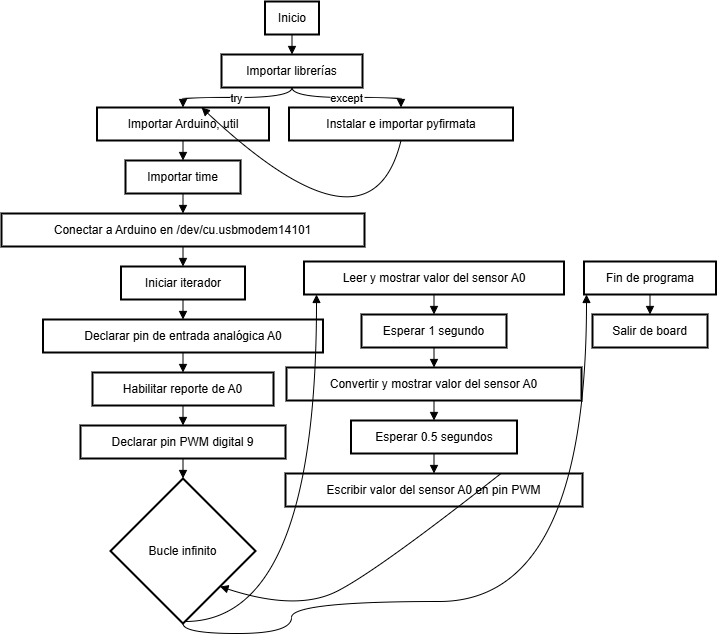 Inicio
Importar librerías
try
except
Importar Arduino, util
Instalar e importar pyfirmata
Importar time
Conectar a Arduino en /dev/cu.usbmodem14101
Iniciar iterador
Declarar pin de entrada analógica A0
Habilitar reporte de A0
Declarar pin PWM digital 9
Bucle infinito
Leer y mostrar valor del sensor A0
Esperar 1 segundo
Convertir y mostrar valor del sensor A0
Esperar 0.5 segundos
Escribir valor del sensor A0 en pin PWM
Fin de programa
Salir de board